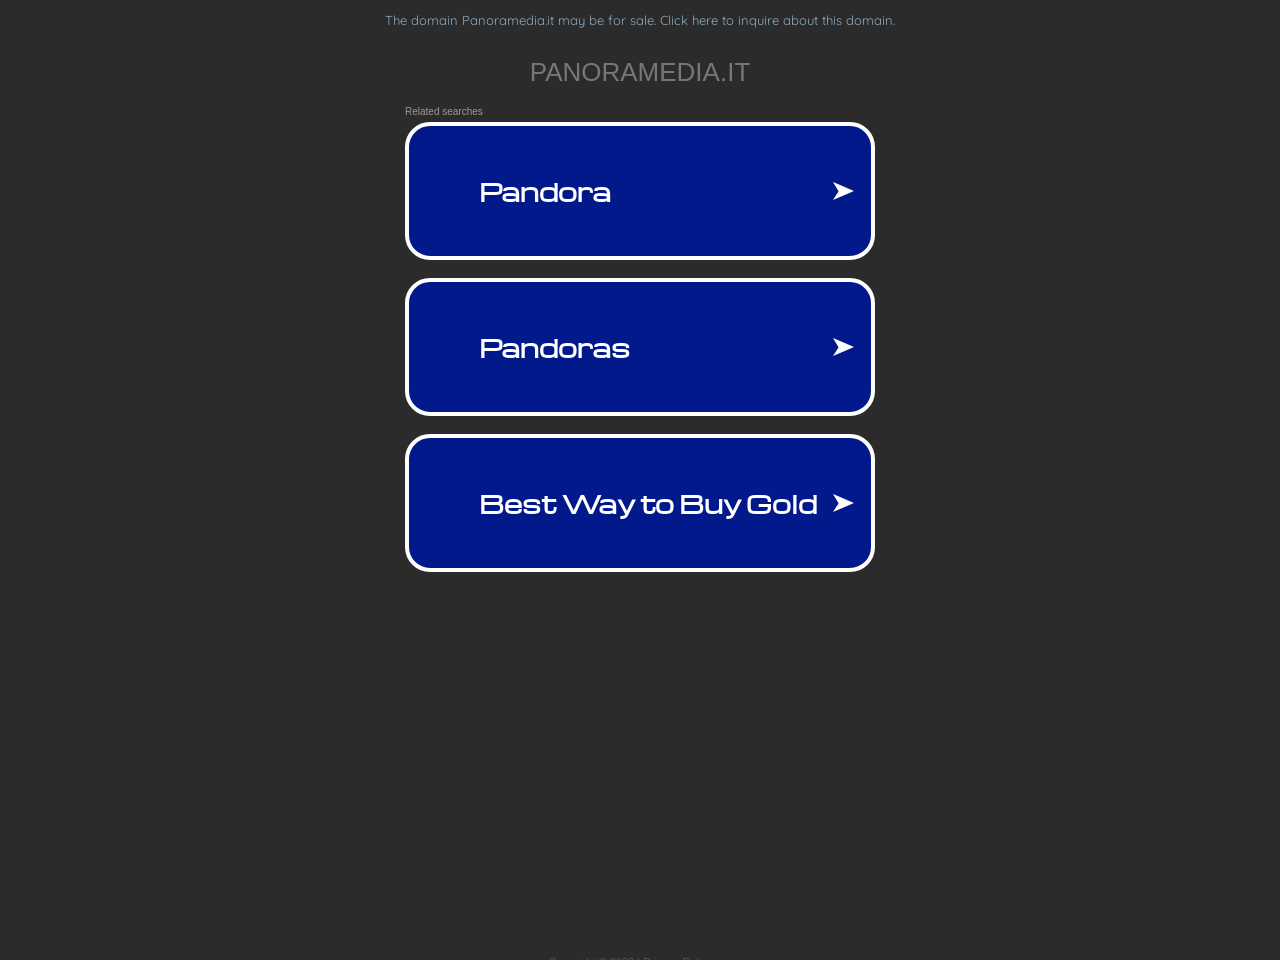 The domain Panoramedia.it may be for sale. Click here to inquire about this domain.
PANORAMEDIA.IT
Related searches
Pandora
Pandoras
Best Way to Buy Gold